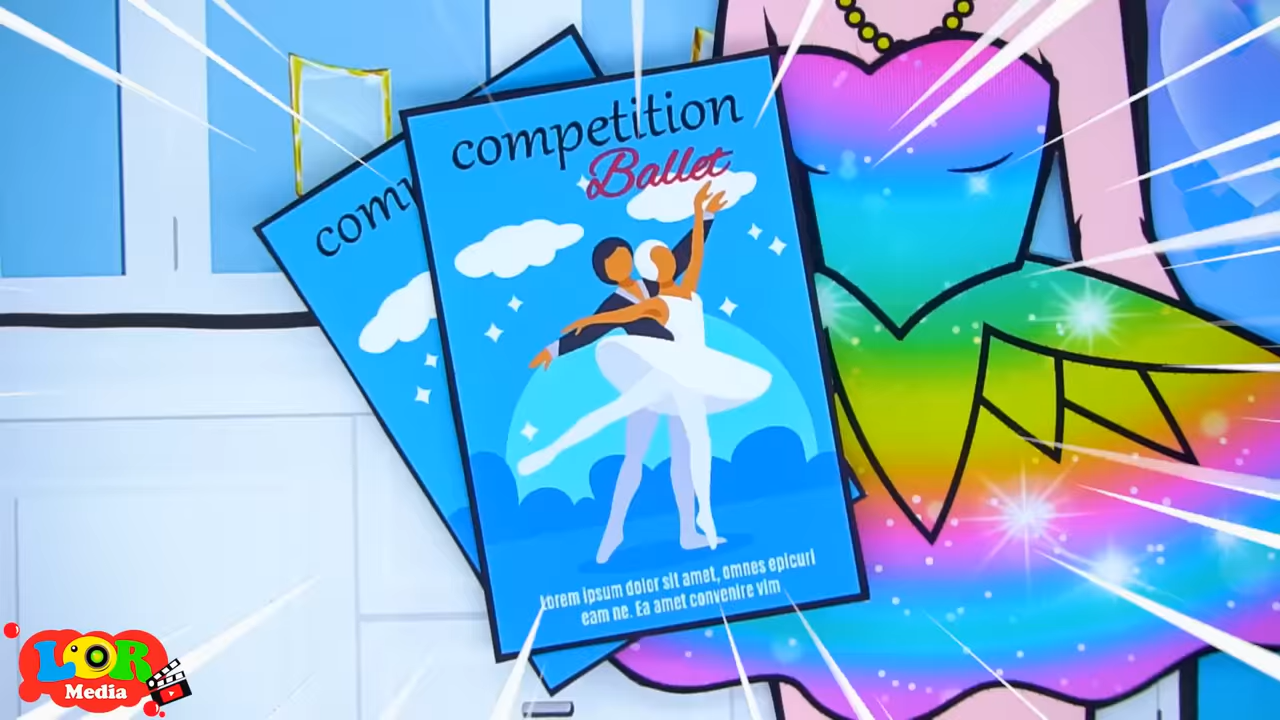 competition
Ballet
com
lorem ipsum dolor sit amet, omnes epicuri
eam ne. Ea amet convenire vim
LOR
Media